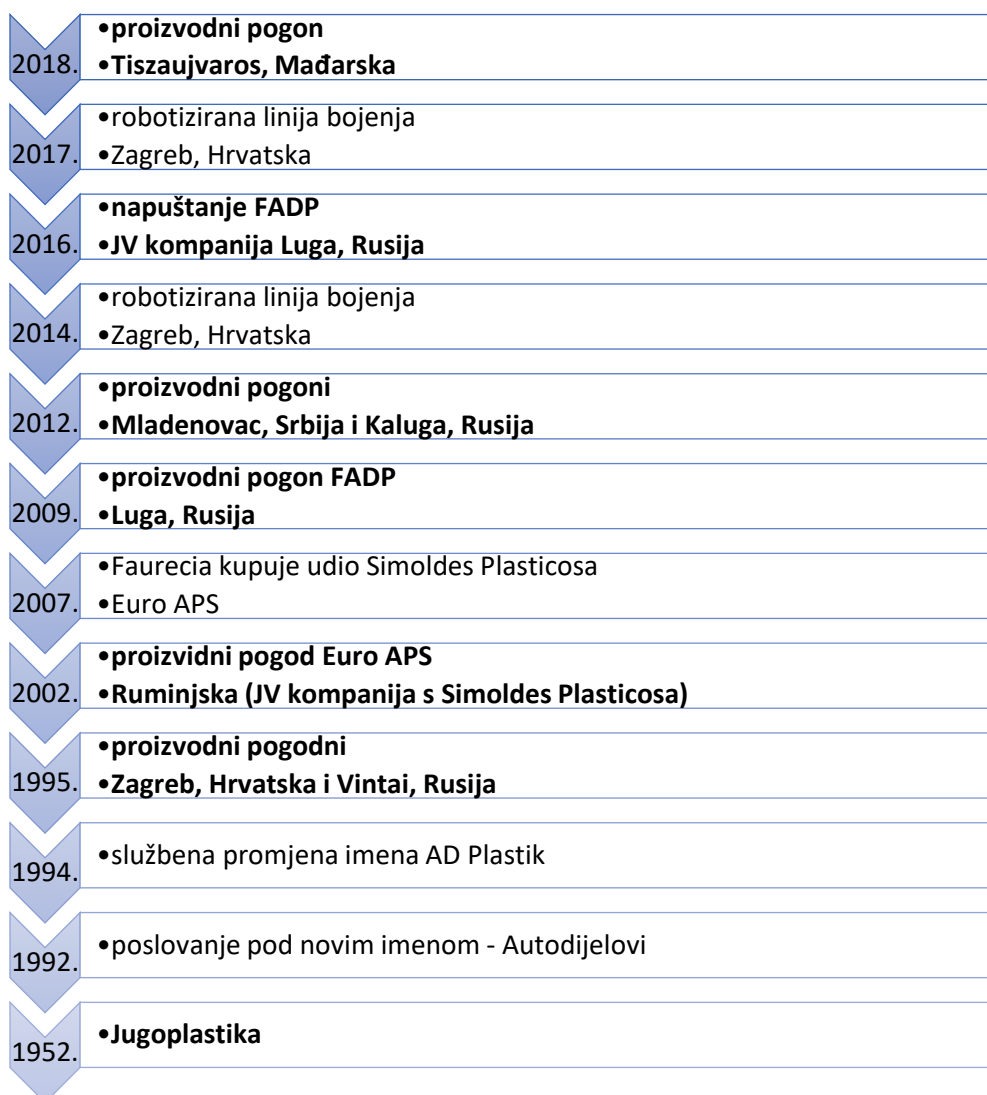 2018.
•proizvodni pogon
•Tiszaujvaros, Mađarska
2017.
•robotizirana linija bojenja
•Zagreb, Hrvatska
2016.
•napuštanje FADP
•JV kompanija Luga, Rusija
2014.
•robotizirana linija bojenja
•Zagreb, Hrvatska
2012.
•proizvodni pogoni
•Mladenovac, Srbija i Kaluga, Rusija
2009.
•proizvodni pogon FADP
•Luga, Rusija
2007.
•Faurecia kupuje udio Simoldes Plasticosa
•Euro APS
2002.
•proizvidni pogod Euro APS
•Ruminjska (JV kompanija s Simoldes Plasticosa)
1995.
•proizvodni pogodni
•Zagreb, Hrvatska i Vintai, Rusija
1994.
•službena promjena imena AD Plastik
1992.
•poslovanje pod novim imenom - Autodijelovi
1952.
•Jugoplastika